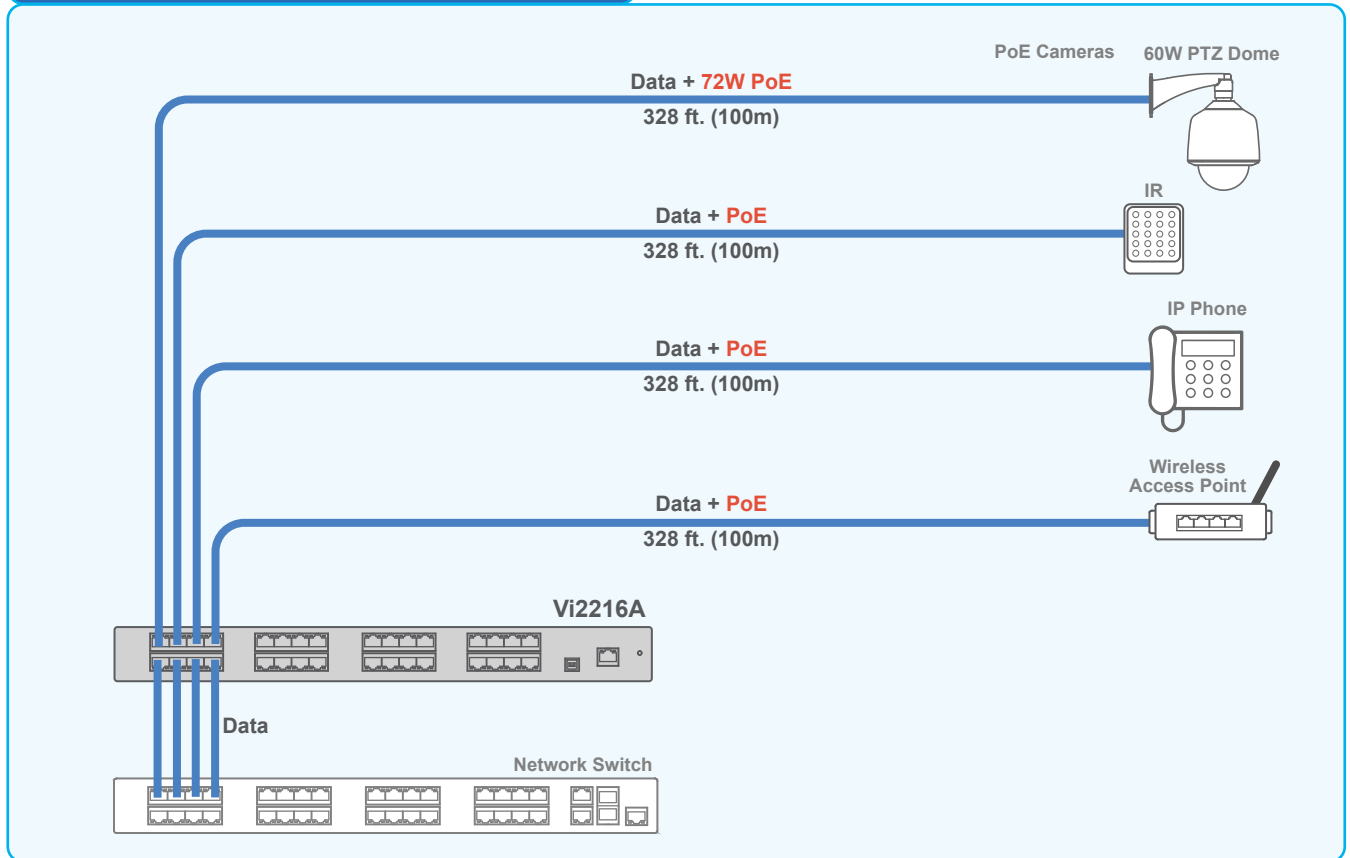 PoE Cameras
60W PTZ Dome
Data + 72W PoE
328 ft. (100m)
IR
Data + PoE
328 ft. (100m)
IP Phone
Data + PoE
328 ft. (100m)
Wireless
Access Point
Data + PoE
328 ft. (100m)
Vi2216A
Data
Network Switch